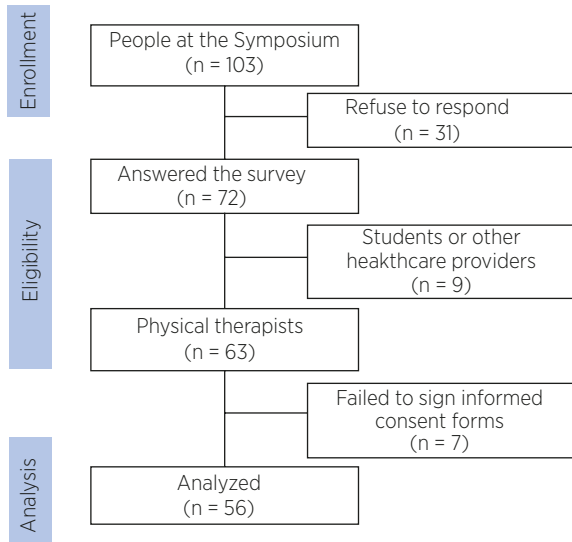 Enrollment
People at the Symposium
(n = 103)
Refuse to respond
(n = 31)
Eligibility
Answered the survey
(n = 72)
Students or other
heakthcare providers
(n = 9)
Physical therapists
(n = 63)
Failed to sign informed
consent forms
(n = 7)
Analysis
Analyzed
(n = 56)